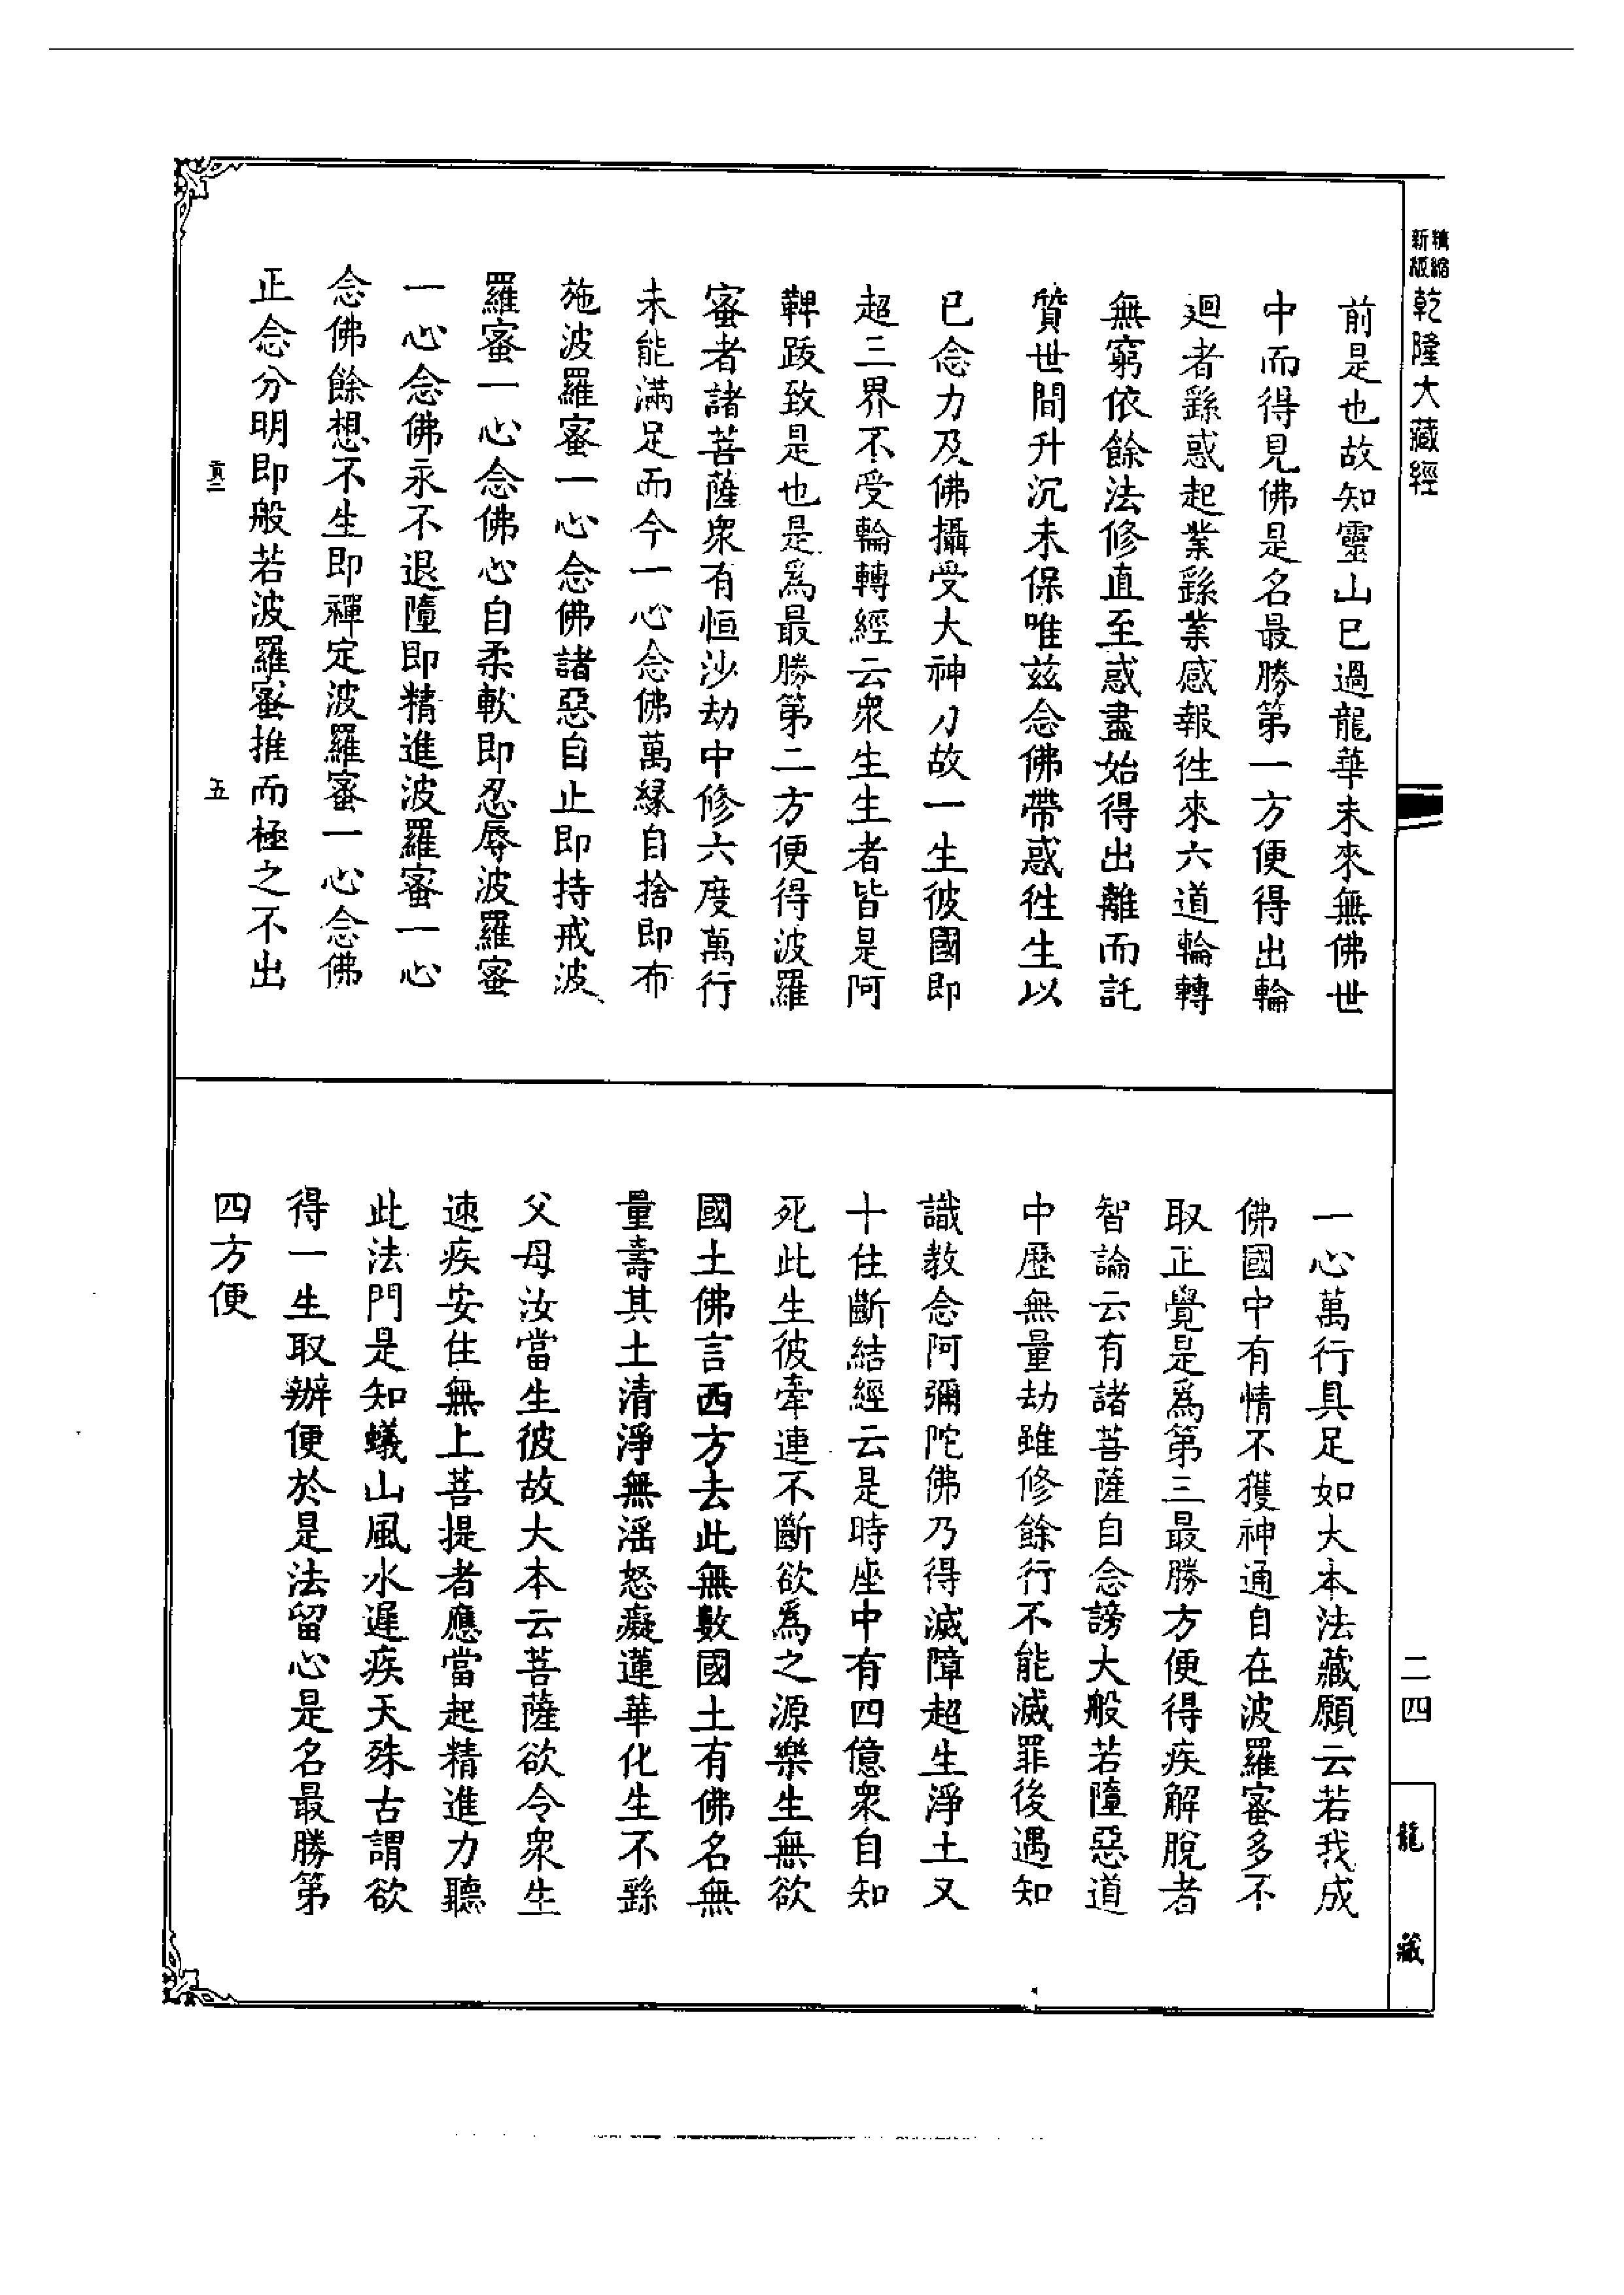 精縮
新版
乾隆大藏經
前是也故知靈山已過龍華未來無佛世
中而得見佛是名最勝第一方便得出輪
迴者繇惑起業繇業感報徃來六道輪轉
無窮依餘法修直至惑盡始得出離而託
質世間升沉未保唯兹念佛帶惑徃生以
已念力及佛攝受大神力故一生彼國即
超三界不受輪轉經云衆生生者皆是阿
鞞跋致是也是爲最勝第二方便得波羅
蜜者諸菩薩衆有恒沙劫中修六度萬行
未能滿足而今一心念佛萬緣自捨即布
施波羅蜜一心念佛諸惡自止即持戒波
羅蜜一心念佛心自柔軟即忍辱波羅蜜
一心念佛永不退墮即精進波羅蜜一心
念佛餘想不生即禪定波羅蜜一心念佛
正念分明即般若波羅蜜推而極之不出
五
一心萬行具足如大本法藏願云若我成
佛國中有情不獲神通自在波羅蜜多不
取正覺是爲第三最勝方便得疾解脫者
智論云有諸菩薩自念謗大般若墮惡道
中歷無量劫雖修餘行不能滅罪後遇知
識教念阿彌陀佛乃得滅障超生淨土又
十住斷結經云是時座中有四億衆自知
死此生彼牽連不斷欲爲之源樂生無欲
國土佛言西方去此無數國土有佛名無
量壽其土清淨無滛怒癡蓮華化生不繇
父母汝當生彼故大本云菩薩欲令衆生
速疾安住無上菩提者應當起精進力聽
此法門是知蟻山風水遲疾天殊古謂欲
得一生取辦便於是法留心是名最勝第
四方便
二四
龍藏